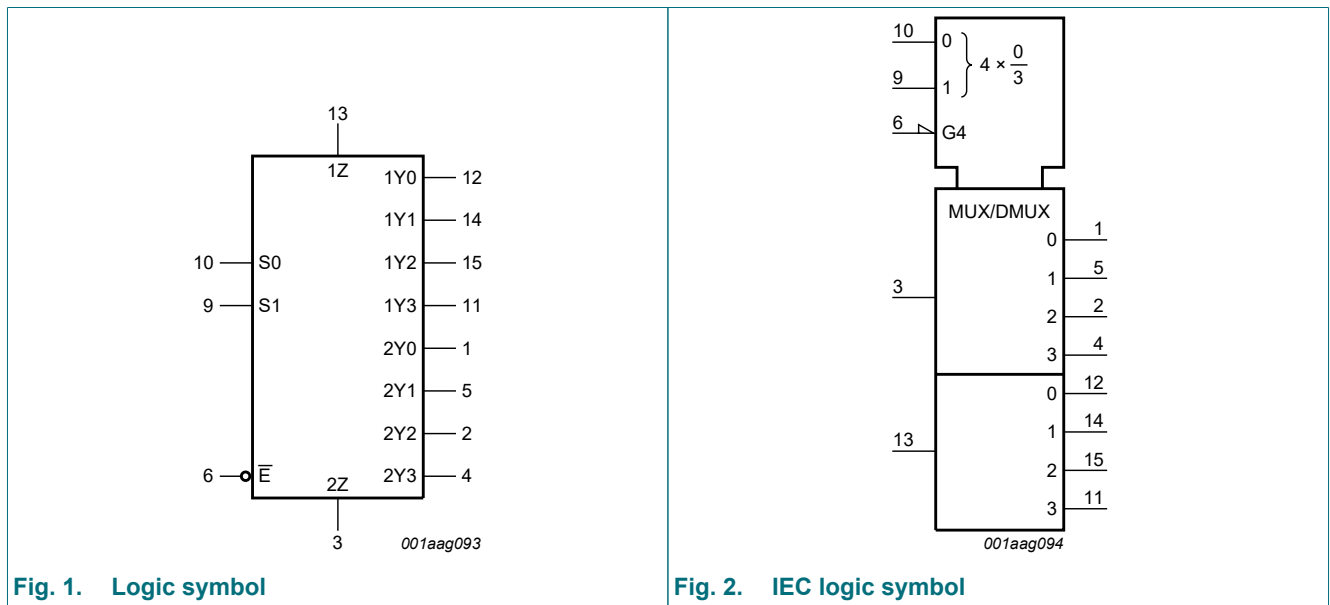 13
1Z
1Y0 12
1Y1 14
10 S0 1Y2 15
9 S1 1Y3 11
2Y0 1
2Y1 5
2Y2 2
6 E̅ 2Y3 4
2Z
3
001aag093
Fig. 1. Logic symbol
10 0
4 × 0/3
9 1
6 G4
MUX/DMUX
0 1
1 5
3
2 2
3 4
0 12
1 14
13
2 15
3 11
001aag094
Fig. 2. IEC logic symbol